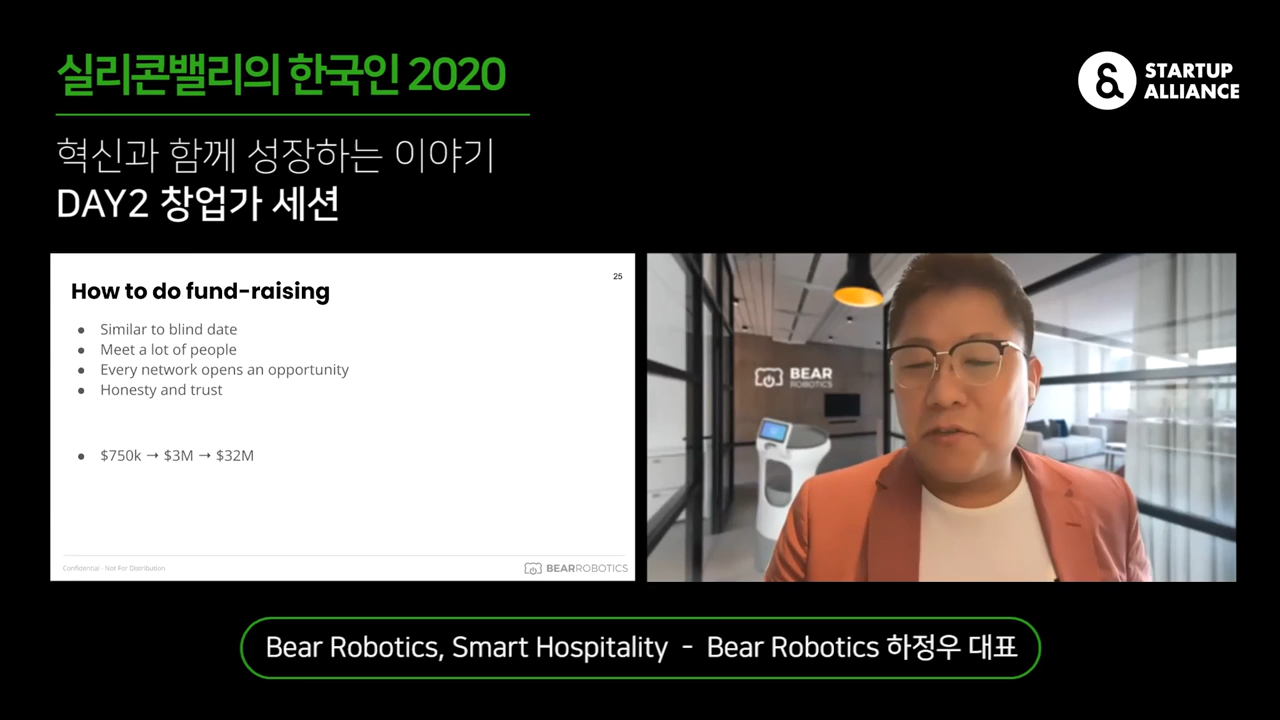 실리콘밸리의 한국인 2020
STARTUP
ALLIANCE
혁신과 함께 성장하는 이야기
DAY2 창업가 세션
25
How to do fund-raising
● Similar to blind date
● Meet a lot of people
● Every network opens an opportunity
● Honesty and trust
● $750k → $3M → $32M
Confidential - Not For Distribution
BEARROBOTICS
BEAR
ROBOTICS
Bear Robotics, Smart Hospitality - Bear Robotics 하정우 대표